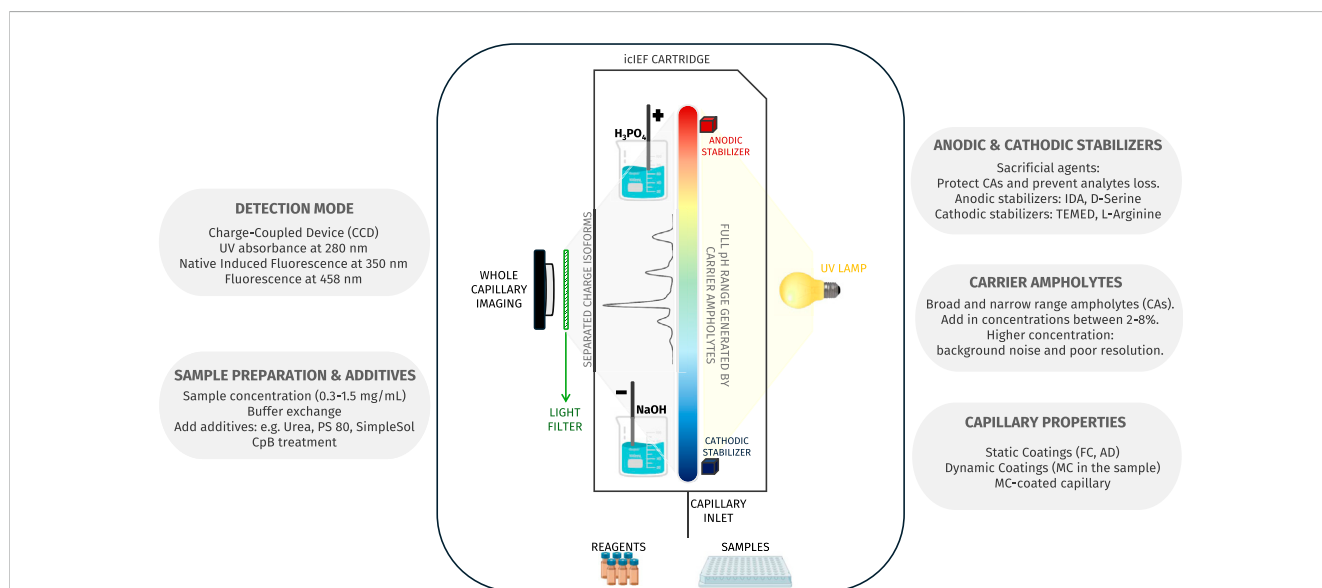 icIEF CARTRIDGE
H₃PO₄
+
ANODIC
STABILIZER
SEPARATED CHARGE ISOFORMS
FULL pH RANGE GENERATED BY
CARRIER AMPHOLYTES
WHOLE
CAPILLARY
IMAGING
LIGHT
FILTER
UV LAMP
-
NaOH
CATHODIC
STABILIZER
CAPILLARY
INLET
REAGENTS
SAMPLES
DETECTION MODE
Charge-Coupled Device (CCD)
UV absorbance at 280 nm
Native Induced Fluorescence at 350 nm
Fluorescence at 458 nm
SAMPLE PREPARATION & ADDITIVES
Sample concentration (0.3-1.5 mg/mL)
Buffer exchange
Add additives: e.g. Urea, PS 80, SimpleSol
CpB treatment
ANODIC & CATHODIC STABILIZERS
Sacrificial agents:
Protect CAs and prevent analytes loss.
Anodic stabilizers: IDA, D-Serine
Cathodic stabilizers: TEMED, L-Arginine
CARRIER AMPHOLYTES
Broad and narrow range ampholytes (CAs).
Add in concentrations between 2-8%.
Higher concentration:
background noise and poor resolution.
CAPILLARY PROPERTIES
Static Coatings (FC, AD)
Dynamic Coatings (MC in the sample)
MC-coated capillary